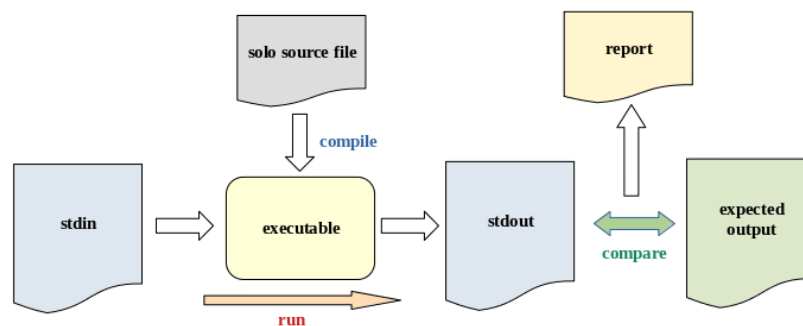 solo source file
report
compile
stdin
executable
stdout
expected
output
compare
run